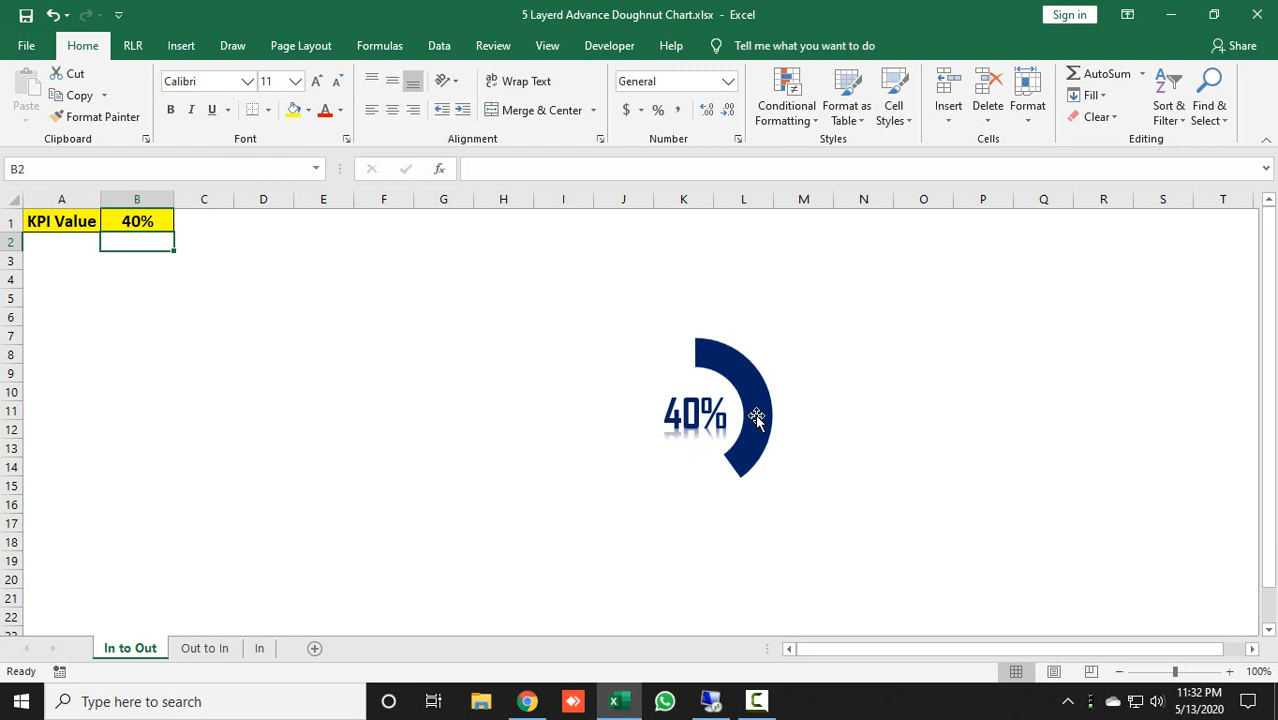 5 Layerd Advance Doughnut Chart.xlsx - Excel
Sign in
File Home RLR Insert Draw Page Layout Formulas Data Review View Developer Help Tell me what you want to do Share
Paste
Cut
Copy
Format Painter
Clipboard
Calibri 11
B I U
Font
Wrap Text
Merge & Center
Alignment
General
$ % ,
Number
Conditional Formatting
Format as Table
Cell Styles
Styles
Insert Delete Format
Cells
AutoSum
Fill
Clear
Sort & Filter
Find & Select
Editing
B2 fx
A B C D E F G H I J K L M N O P Q R S T
1 KPI Value 40%
2
3
4
5
6
7
8
9
10
11
40%
12
13
14
15
16
17
18
19
20
21
22
In to Out Out to In In
Ready 100%
Type here to search
11:32 PM
5/13/2020